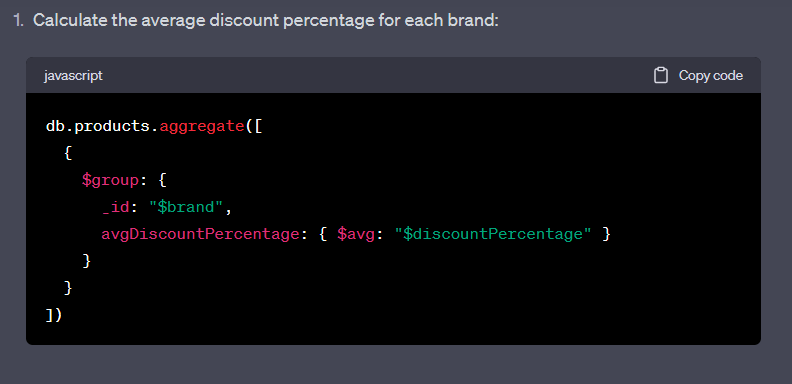 1. Calculate the average discount percentage for each brand:
javascript
Copy code
db.products.aggregate([
  {
    $group: {
      _id: "$brand",
      avgDiscountPercentage: { $avg: "$discountPercentage" }
    }
  }
])